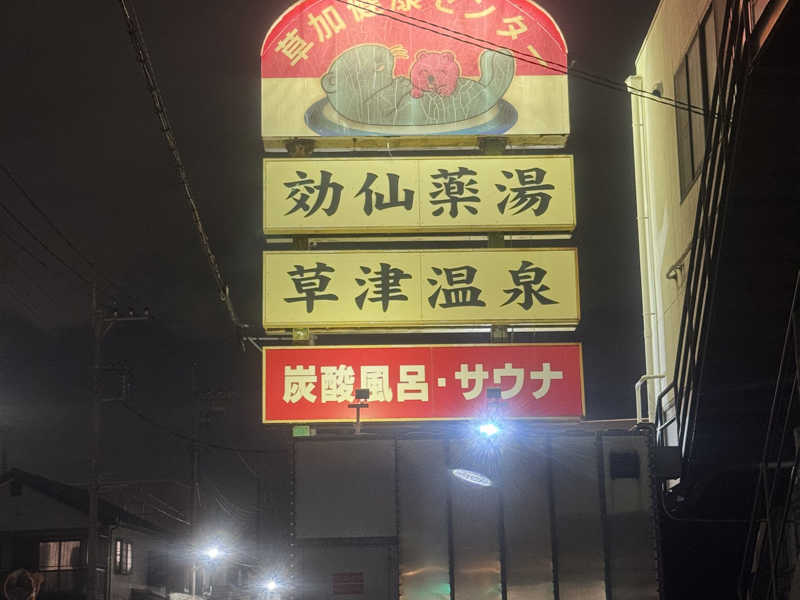 草加健康センター
効仙薬湯
草津温泉
炭酸風呂・サウナ